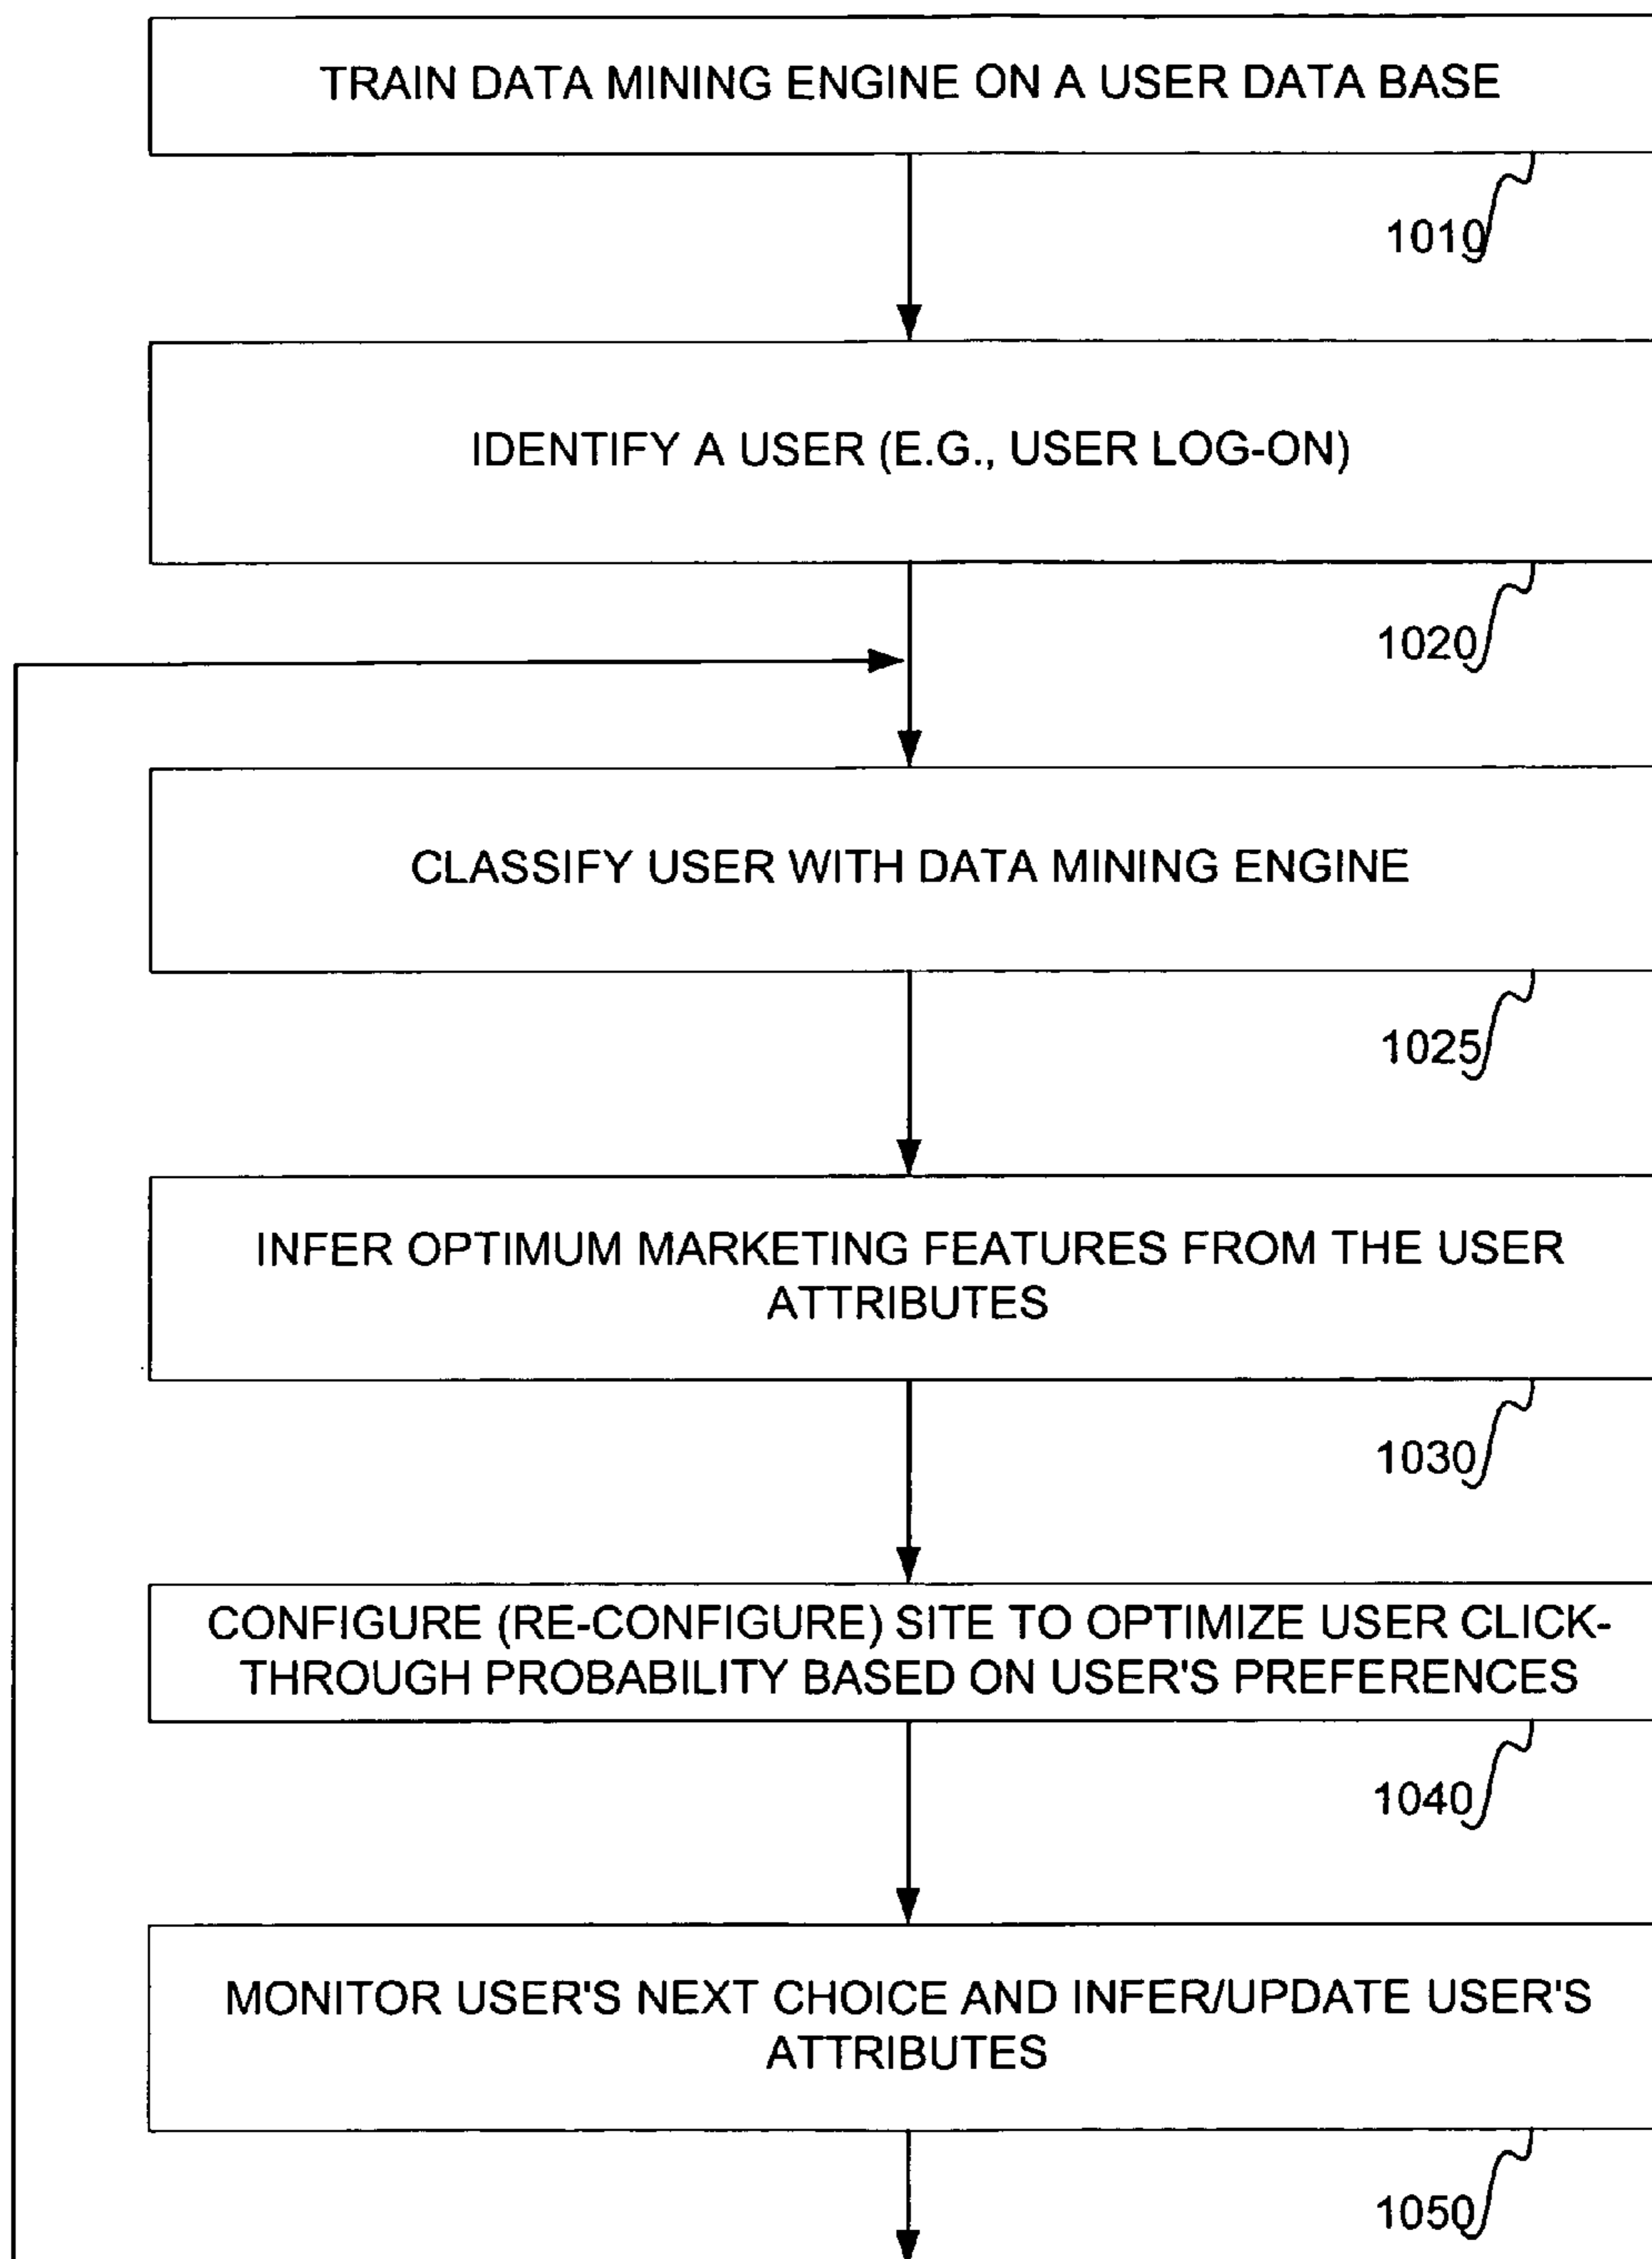 TRAIN DATA MINING ENGINE ON A USER DATA BASE
1010
IDENTIFY A USER (E.G., USER LOG-ON)
1020
CLASSIFY USER WITH DATA MINING ENGINE
1025
INFER OPTIMUM MARKETING FEATURES FROM THE USER
ATTRIBUTES
1030
CONFIGURE (RE-CONFIGURE) SITE TO OPTIMIZE USER CLICK-
THROUGH PROBABILITY BASED ON USER'S PREFERENCES
1040
MONITOR USER'S NEXT CHOICE AND INFER/UPDATE USER'S
ATTRIBUTES
1050